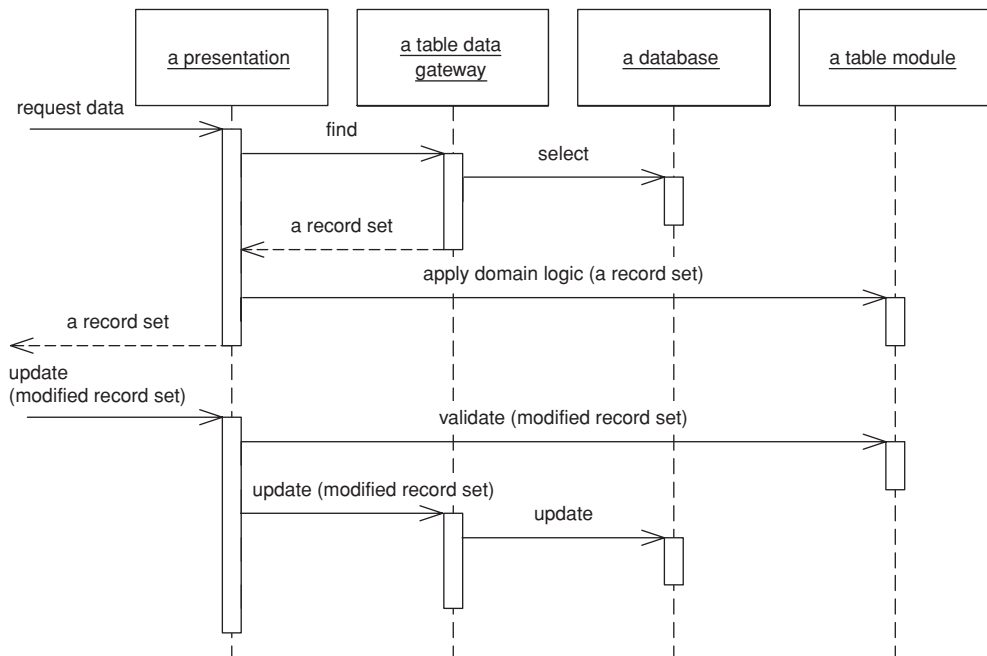 a presentation
a table data
gateway
a database
a table module
request data
find
select
a record set
apply domain logic (a record set)
a record set
update
(modified record set)
validate (modified record set)
update (modified record set)
update